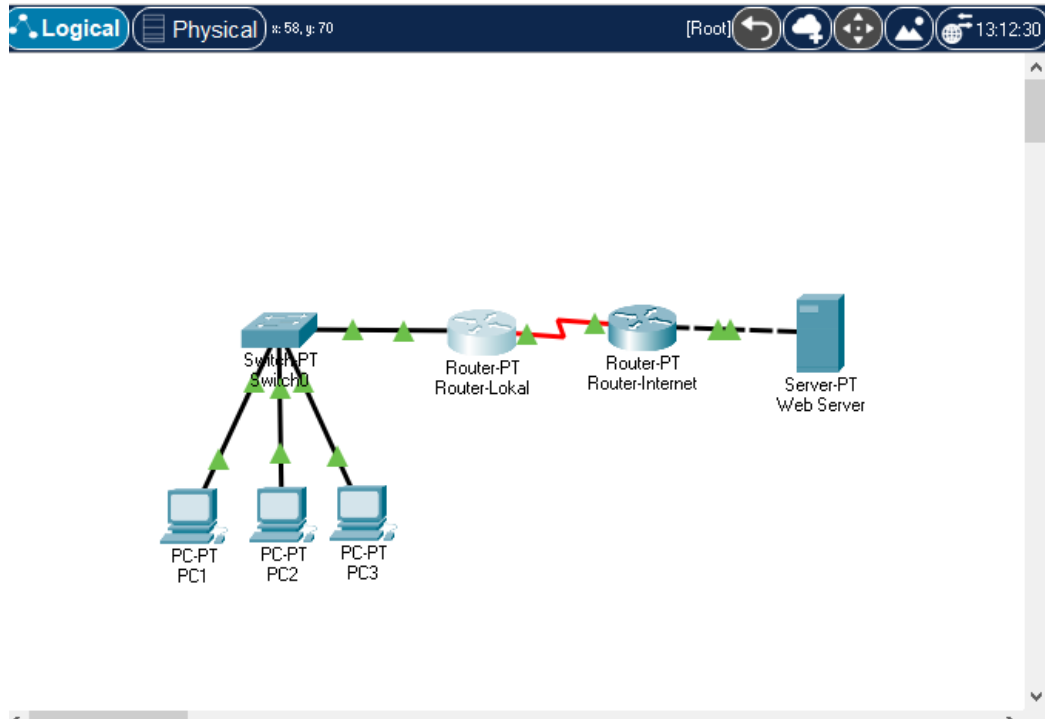 Logical Physical x: 58, y: 70 [Root] 13:12:30
Switch-PT
Switch0
Router-PT
Router-Lokal
Router-PT
Router-Internet
Server-PT
Web Server
PC-PT
PC1
PC-PT
PC2
PC-PT
PC3